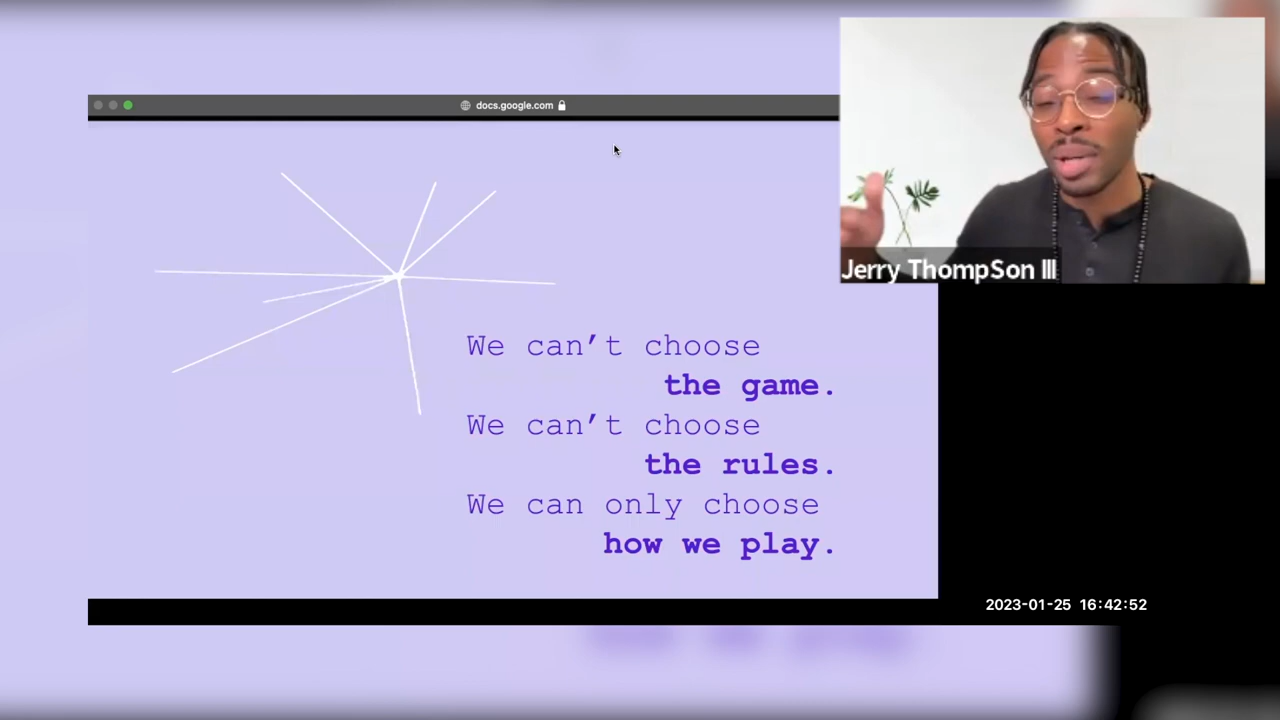 docs.google.com
Jerry ThompSon III
We can’t choose
the game.
We can’t choose
the rules.
We can only choose
how we play.
2023-01-25 16:42:52